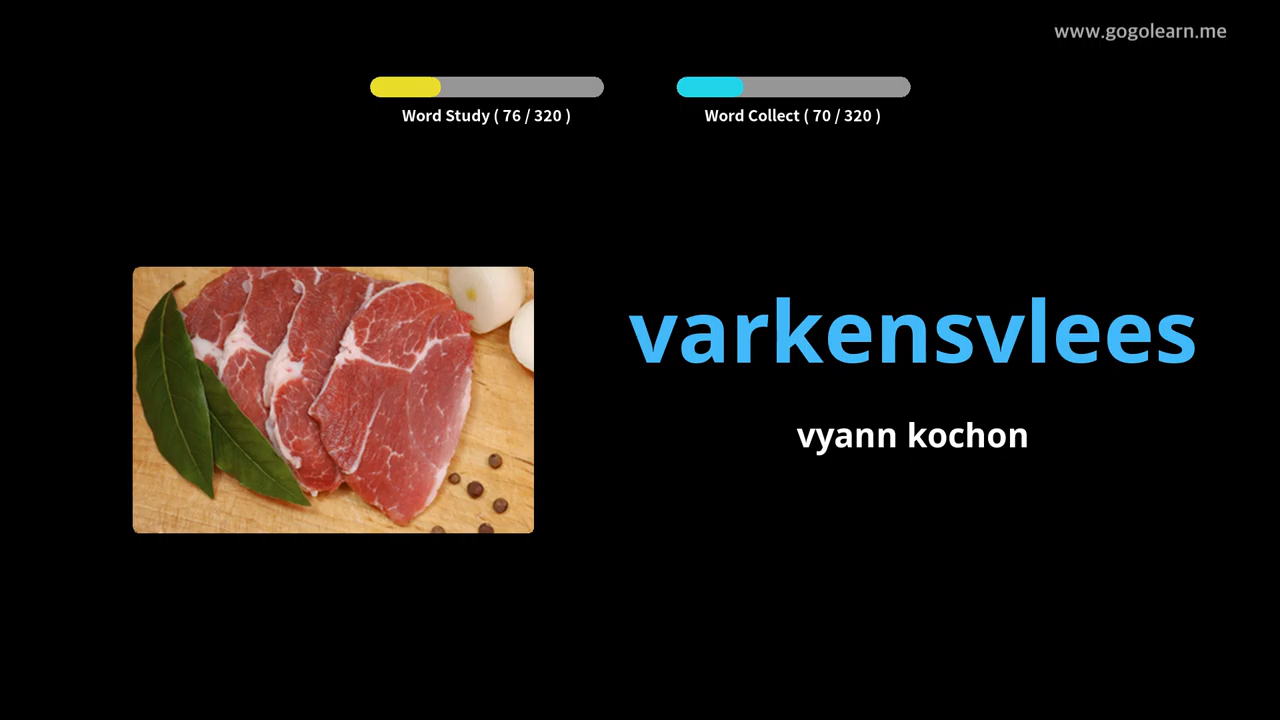 www.gogolearn.me
Word Study ( 76 / 320 )
Word Collect ( 70 / 320 )
varkensvlees
vyann kochon